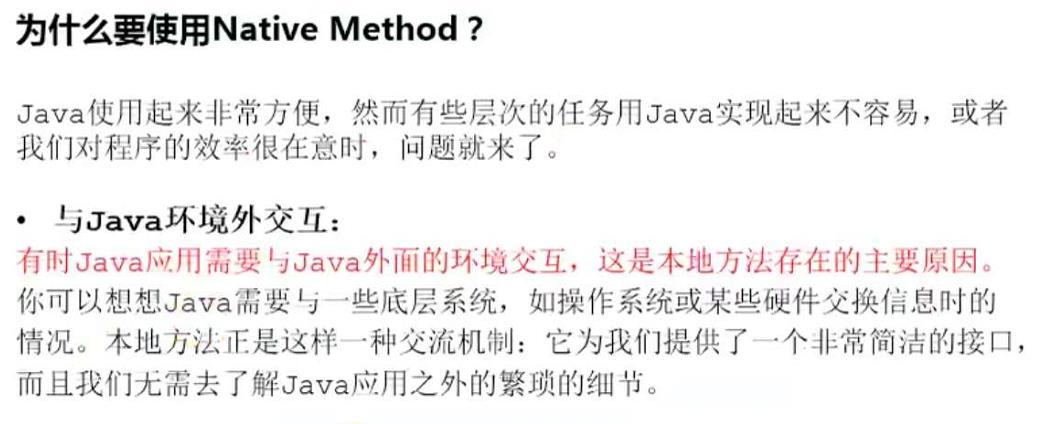 为什么要使用Native Method？
Java使用起来非常方便，然而有些层次的任务用Java实现起来不容易，或者
我们对程序的效率很在意时，问题就来了。
• 与Java环境外交互：
有时Java应用需要与Java外面的环境交互，这是本地方法存在的主要原因。
你可以想想Java需要与一些底层系统，如操作系统或某些硬件交换信息时的
情况。本地方法正是这样一种交流机制：它为我们提供了一个非常简洁的接口，
而且我们无需去了解Java应用之外的繁琐的细节。